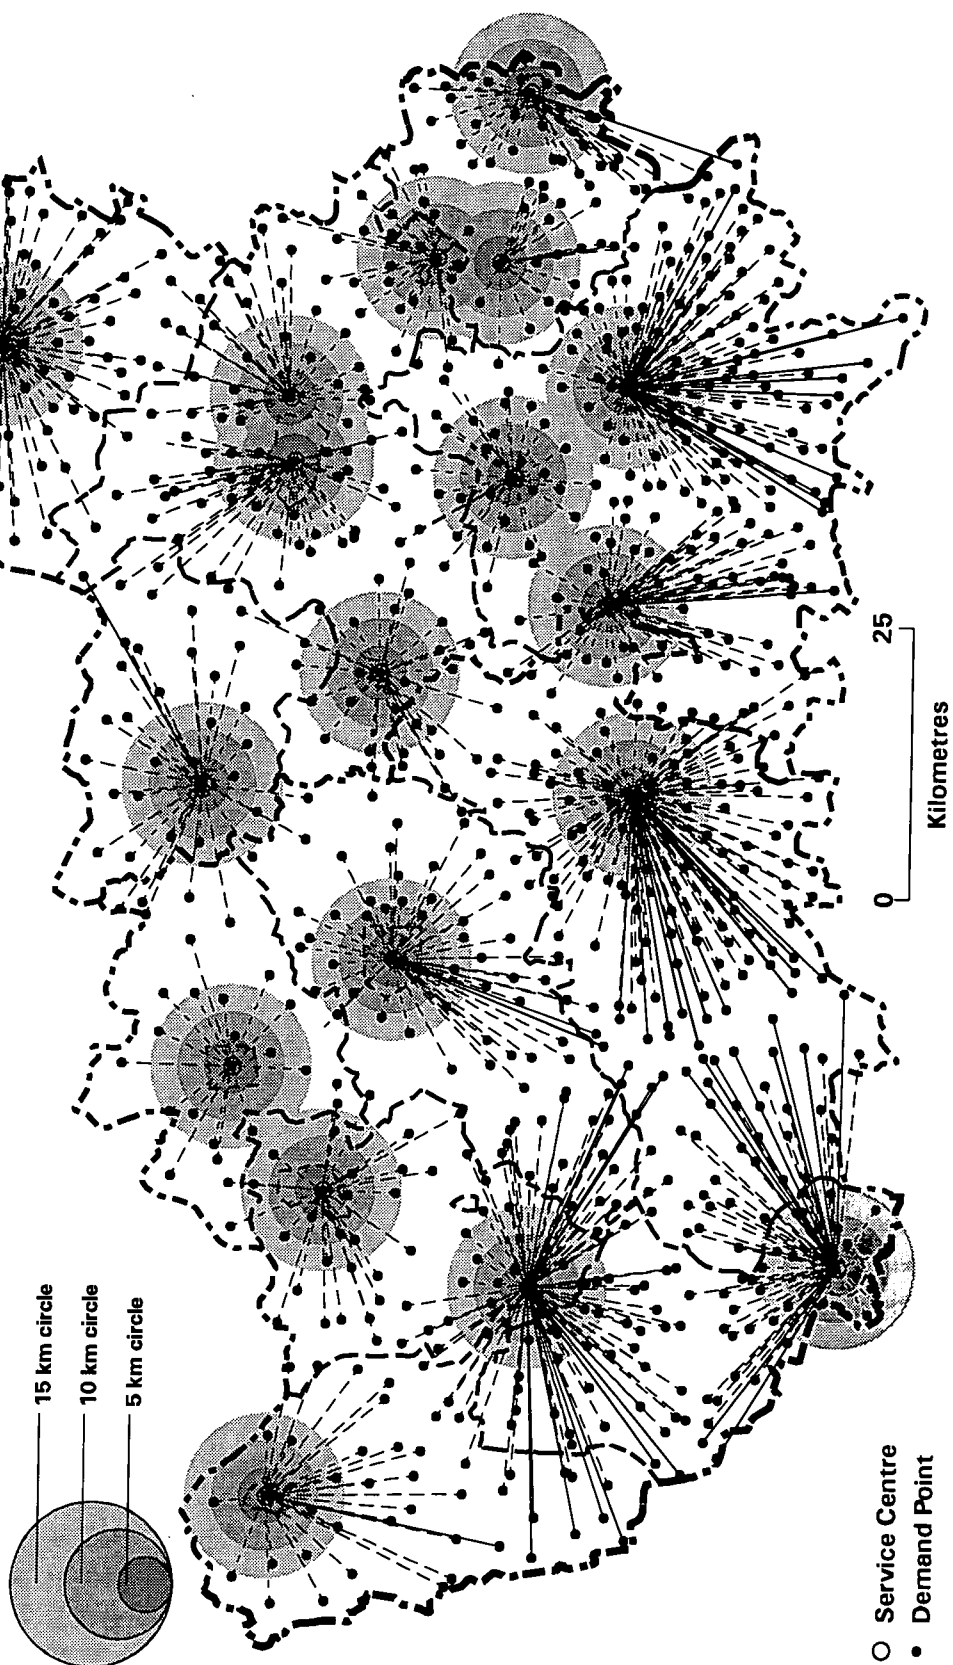 15 km circle
10 km circle
5 km circle
Service Centre
Demand Point
0
25
Kilometres